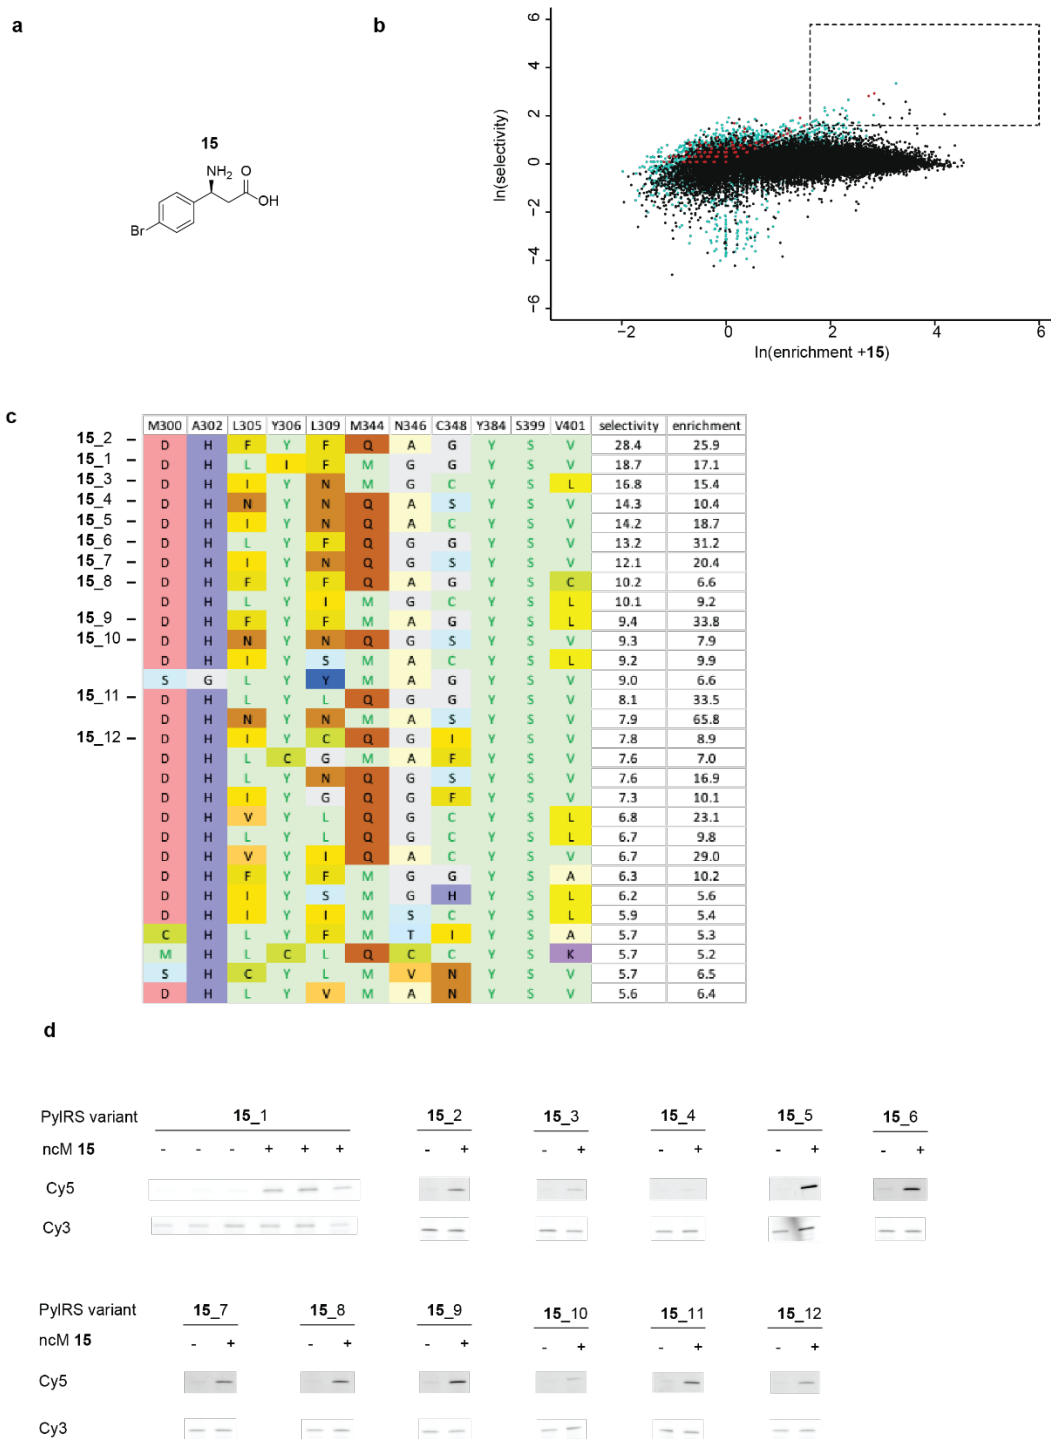 a
b
15
NH₂
O
OH
Br
ln(selectivity)
6
4
2
0
−2
−4
−6
−2
0
2
4
6
ln(enrichment +15)
c
M300 A302 L305 Y306 L309 M344 N346 C348 Y384 S399 V401 selectivity enrichment
15_2 – D H F Y F Q A G Y S V 28.4 25.9
15_1 – D H L I F M G G Y S V 18.7 17.1
15_3 – D H I Y N M G C Y S L 16.8 15.4
15_4 – D H N Y N Q A S Y S V 14.3 10.4
15_5 – D H I Y N Q A C Y S V 14.2 18.7
15_6 – D H L Y F Q G G Y S V 13.2 31.2
15_7 – D H I Y N Q G S Y S V 12.1 20.4
15_8 – D H F Y F Q A G Y S C 10.2 6.6
D H L Y I M G C Y S L 10.1 9.2
15_9 – D H F Y F M A G Y S L 9.4 33.8
15_10 – D H N Y N Q G S Y S V 9.3 7.9
D H I Y S M A C Y S L 9.2 9.9
S G L Y Y M A G Y S V 9.0 6.6
15_11 – D H L Y L Q G G Y S V 8.1 33.5
D H N Y N M A S Y S V 7.9 65.8
15_12 – D H I Y C Q G I Y S V 7.8 8.9
D H L C G M A F Y S V 7.6 7.0
D H L Y N Q G S Y S V 7.6 16.9
D H I Y G Q G F Y S V 7.3 10.1
D H V Y L Q G C Y S L 6.8 23.1
D H L Y L Q G C Y S L 6.7 9.8
D H V Y I Q A C Y S V 6.7 29.0
D H F Y F M G G Y S A 6.3 10.2
D H I Y S M G H Y S L 6.2 5.6
D H I Y I M S C Y S L 5.9 5.4
C H L Y F M T I Y S A 5.7 5.3
M H L C L Q C C Y S K 5.7 5.2
S H C Y L M V N Y S V 5.7 6.5
D H L Y V M A N Y S V 5.6 6.4
d
PylRS variant 15_1 15_2 15_3 15_4 15_5 15_6
ncM 15 - - - + + + - + - + - + - + - +
Cy5
Cy3
PylRS variant 15_7 15_8 15_9 15_10 15_11 15_12
ncM 15 - + - + - + - + - + - +
Cy5
Cy3